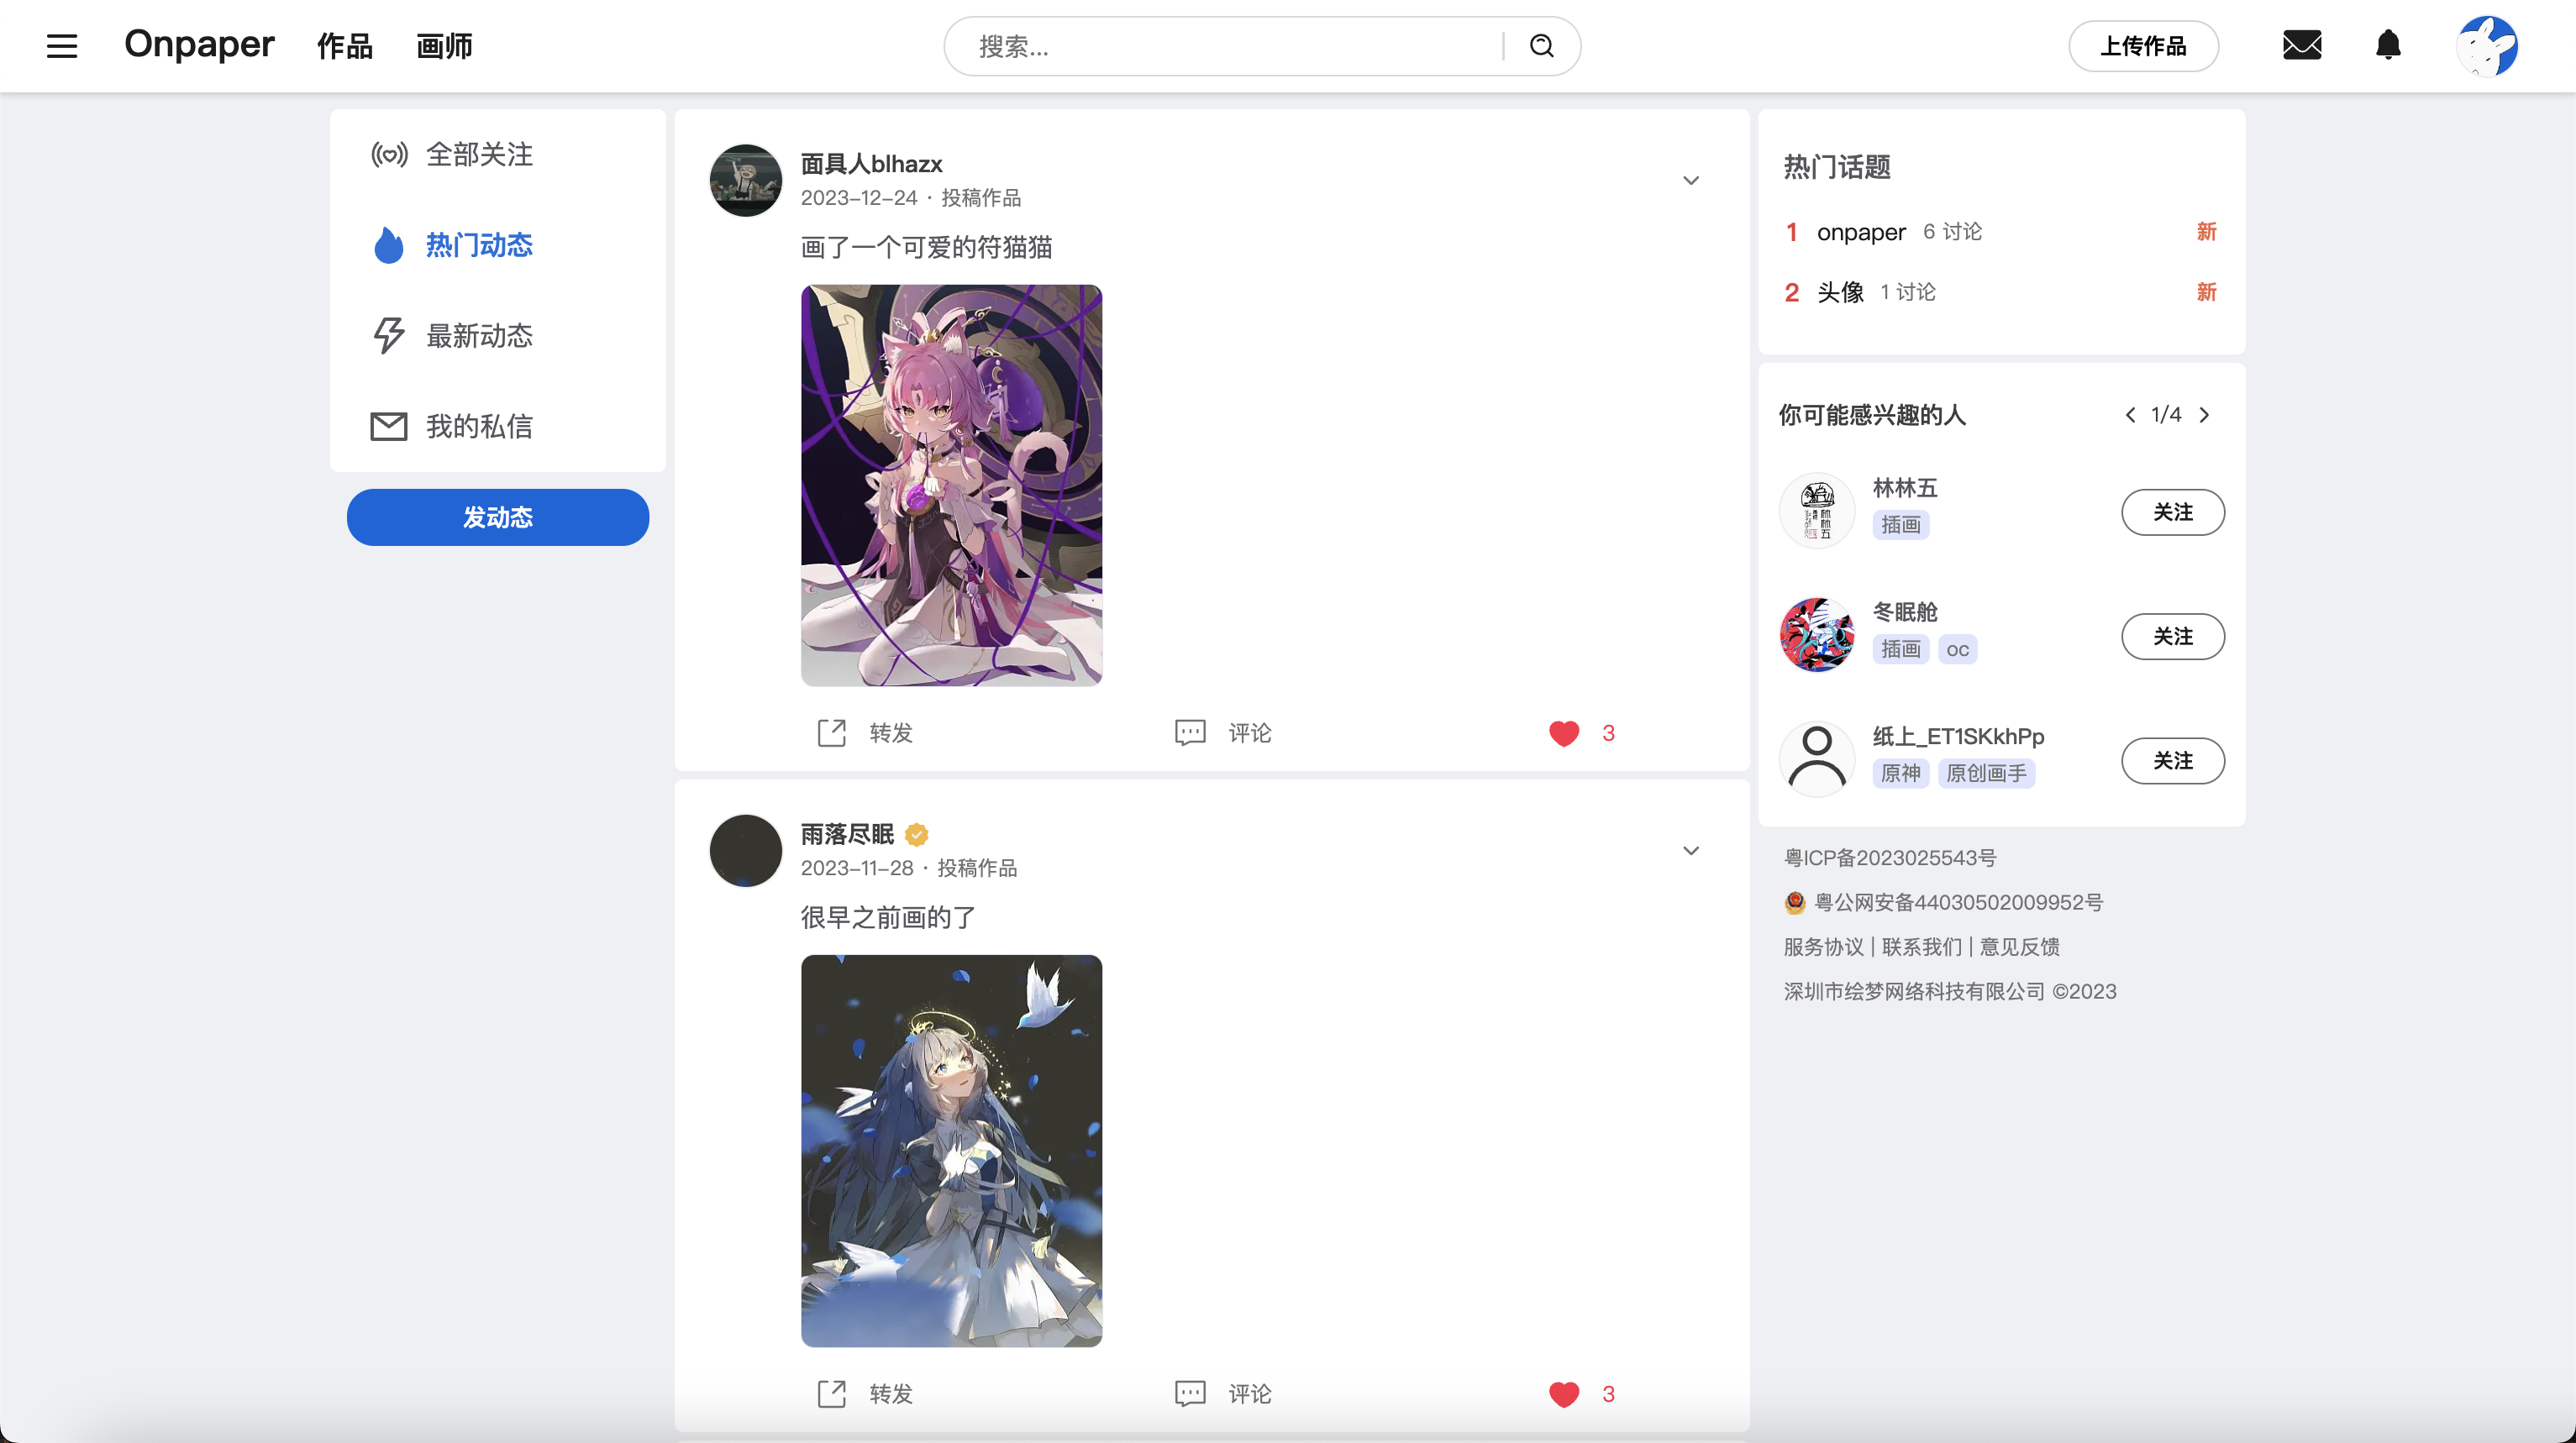 Onpaper 作品 画师
搜索...
上传作品
全部关注
热门动态
最新动态
我的私信
发动态
面具人blhazx
2023-12-24 · 投稿作品
画了一个可爱的符猫猫
转发 评论 3
雨落尽眠
2023-11-28 · 投稿作品
很早之前画的了
转发 评论 3
热门话题
1 onpaper 6 讨论 新
2 头像 1 讨论 新
你可能感兴趣的人 1/4
林林五
插画
关注
冬眠舱
插画 oc
关注
纸上_ET1SKkhPp
原神 原创画手
关注
粤ICP备2023025543号
粤公网安备44030502009952号
服务协议 | 联系我们 | 意见反馈
深圳市绘梦网络科技有限公司 ©2023